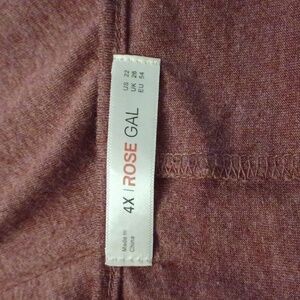 4X | ROSE GAL
US 22
UK 26
EU 54
Made In
China